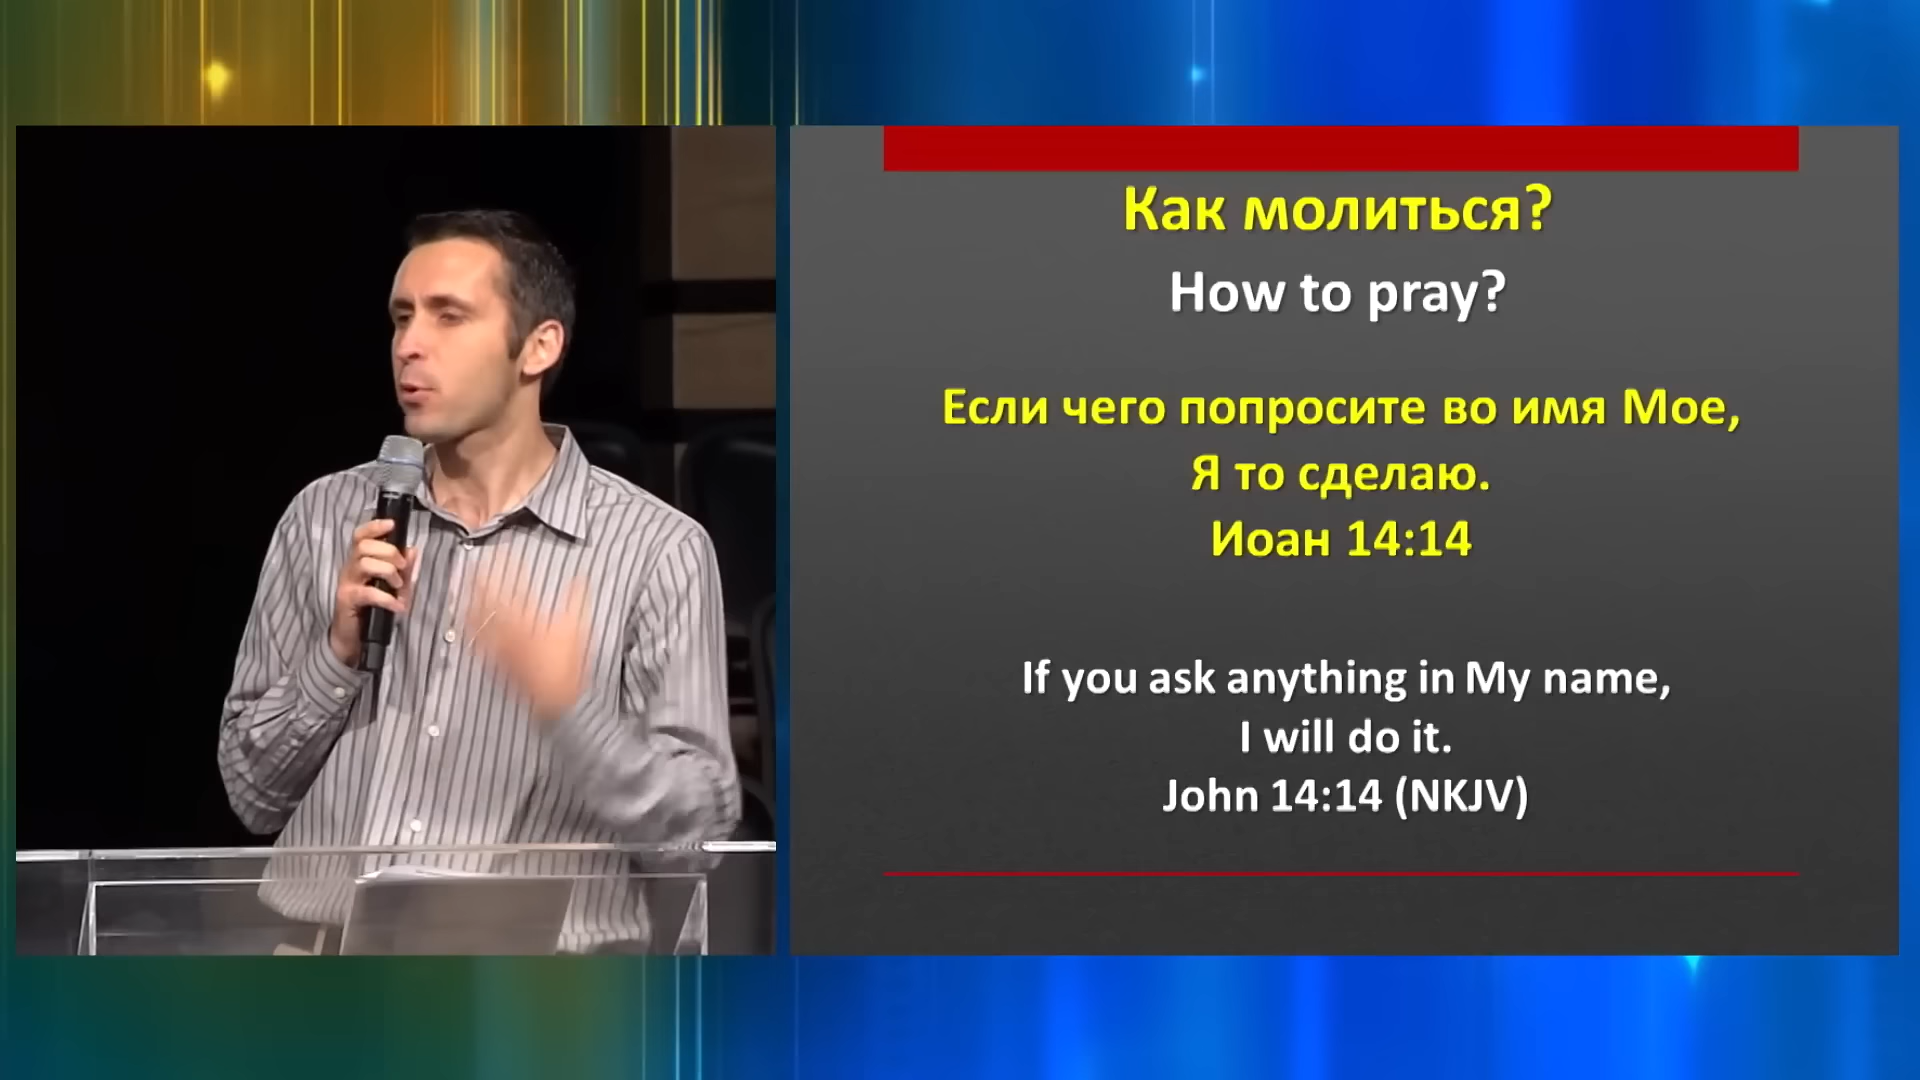 Как молиться?
How to pray?
Если чего попросите во имя Мое,
Я то сделаю.
Иоан 14:14
If you ask anything in My name,
I will do it.
John 14:14 (NKJV)